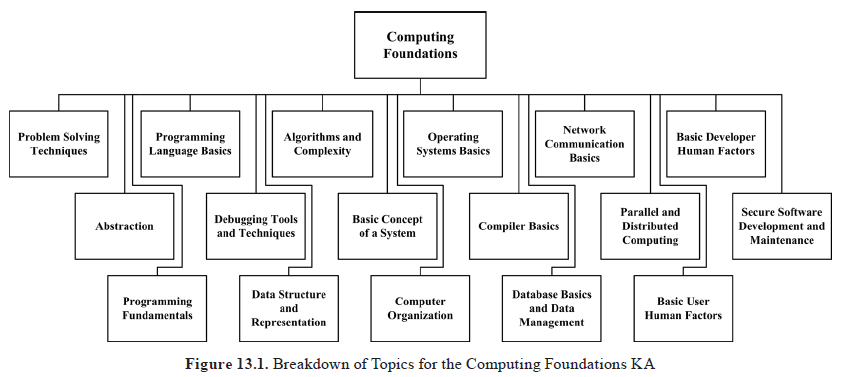 Computing
Foundations
Problem Solving
Techniques
Programming
Language Basics
Algorithms and
Complexity
Operating
Systems Basics
Network
Communication
Basics
Basic Developer
Human Factors
Abstraction
Debugging Tools
and Techniques
Basic Concept
of a System
Compiler Basics
Parallel and
Distributed
Computing
Secure Software
Development and
Maintenance
Programming
Fundamentals
Data Structure
and
Representation
Computer
Organization
Database Basics
and Data
Management
Basic User
Human Factors
Figure 13.1. Breakdown of Topics for the Computing Foundations KA